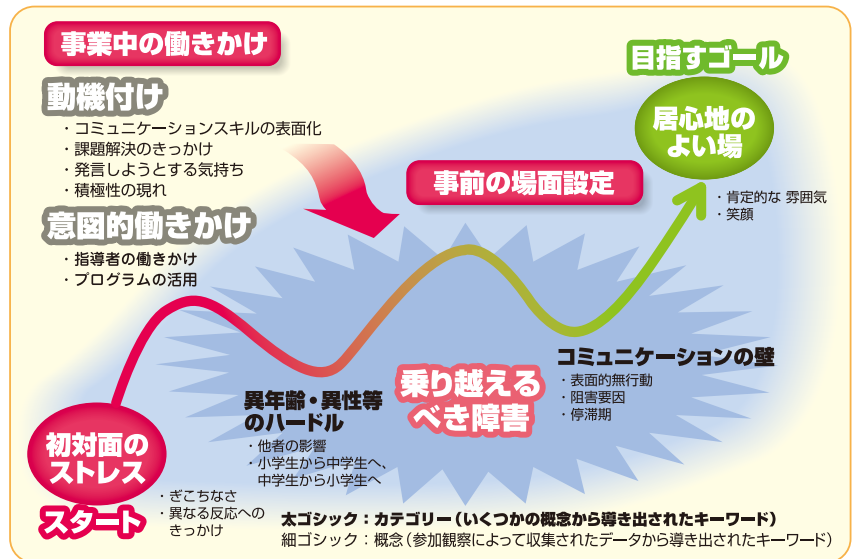 事業中の働きかけ
動機付け
・コミュニケーションスキルの表面化
・課題解決のきっかけ
・発言しようとする気持ち
・積極性の現れ
意図的働きかけ
・指導者の働きかけ
・プログラムの活用
目指すゴール
居心地の
よい場
・肯定的な 雰囲気
・笑顔
事前の場面設定
コミュニケーションの壁
・表面的無行動
・阻害要因
・停滞期
乗り越える
べき障害
異年齢・異性等
のハードル
・他者の影響
・小学生から中学生へ、
中学生から小学生へ
初対面の
ストレス
スタート
・ぎこちなさ
・異なる反応への
きっかけ
太ゴシック：カテゴリー（いくつかの概念から導き出されたキーワード）
細ゴシック：概念（参加観察によって収集されたデータから導き出されたキーワード）